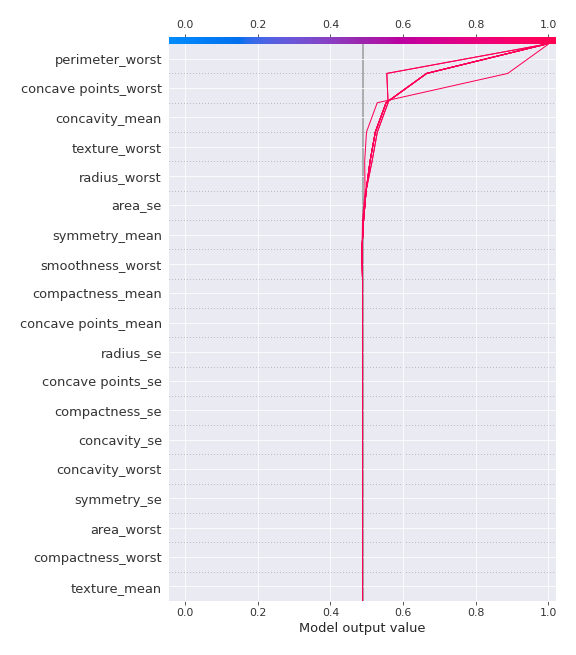 0.0 0.2 0.4 0.6 0.8 1.0
perimeter_worst
concave points_worst
concavity_mean
texture_worst
radius_worst
area_se
symmetry_mean
smoothness_worst
compactness_mean
concave points_mean
radius_se
concave points_se
compactness_se
concavity_se
concavity_worst
symmetry_se
area_worst
compactness_worst
texture_mean
0.0 0.2 0.4 0.6 0.8 1.0
Model output value